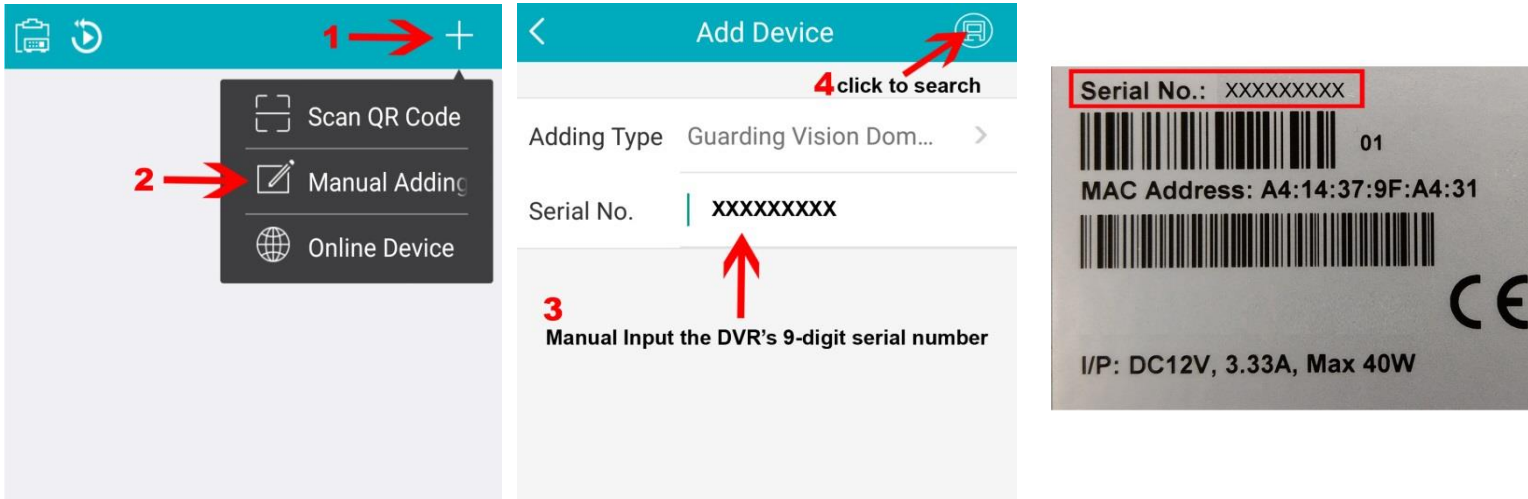 1
Scan QR Code
2
Manual Adding
Online Device
Add Device
4 click to search
Adding Type Guarding Vision Dom...
Serial No. XXXXXXXXX
3
Manual Input the DVR's 9-digit serial number
Serial No.: XXXXXXXXX
01
MAC Address: A4:14:37:9F:A4:31
CE
I/P: DC12V, 3.33A, Max 40W